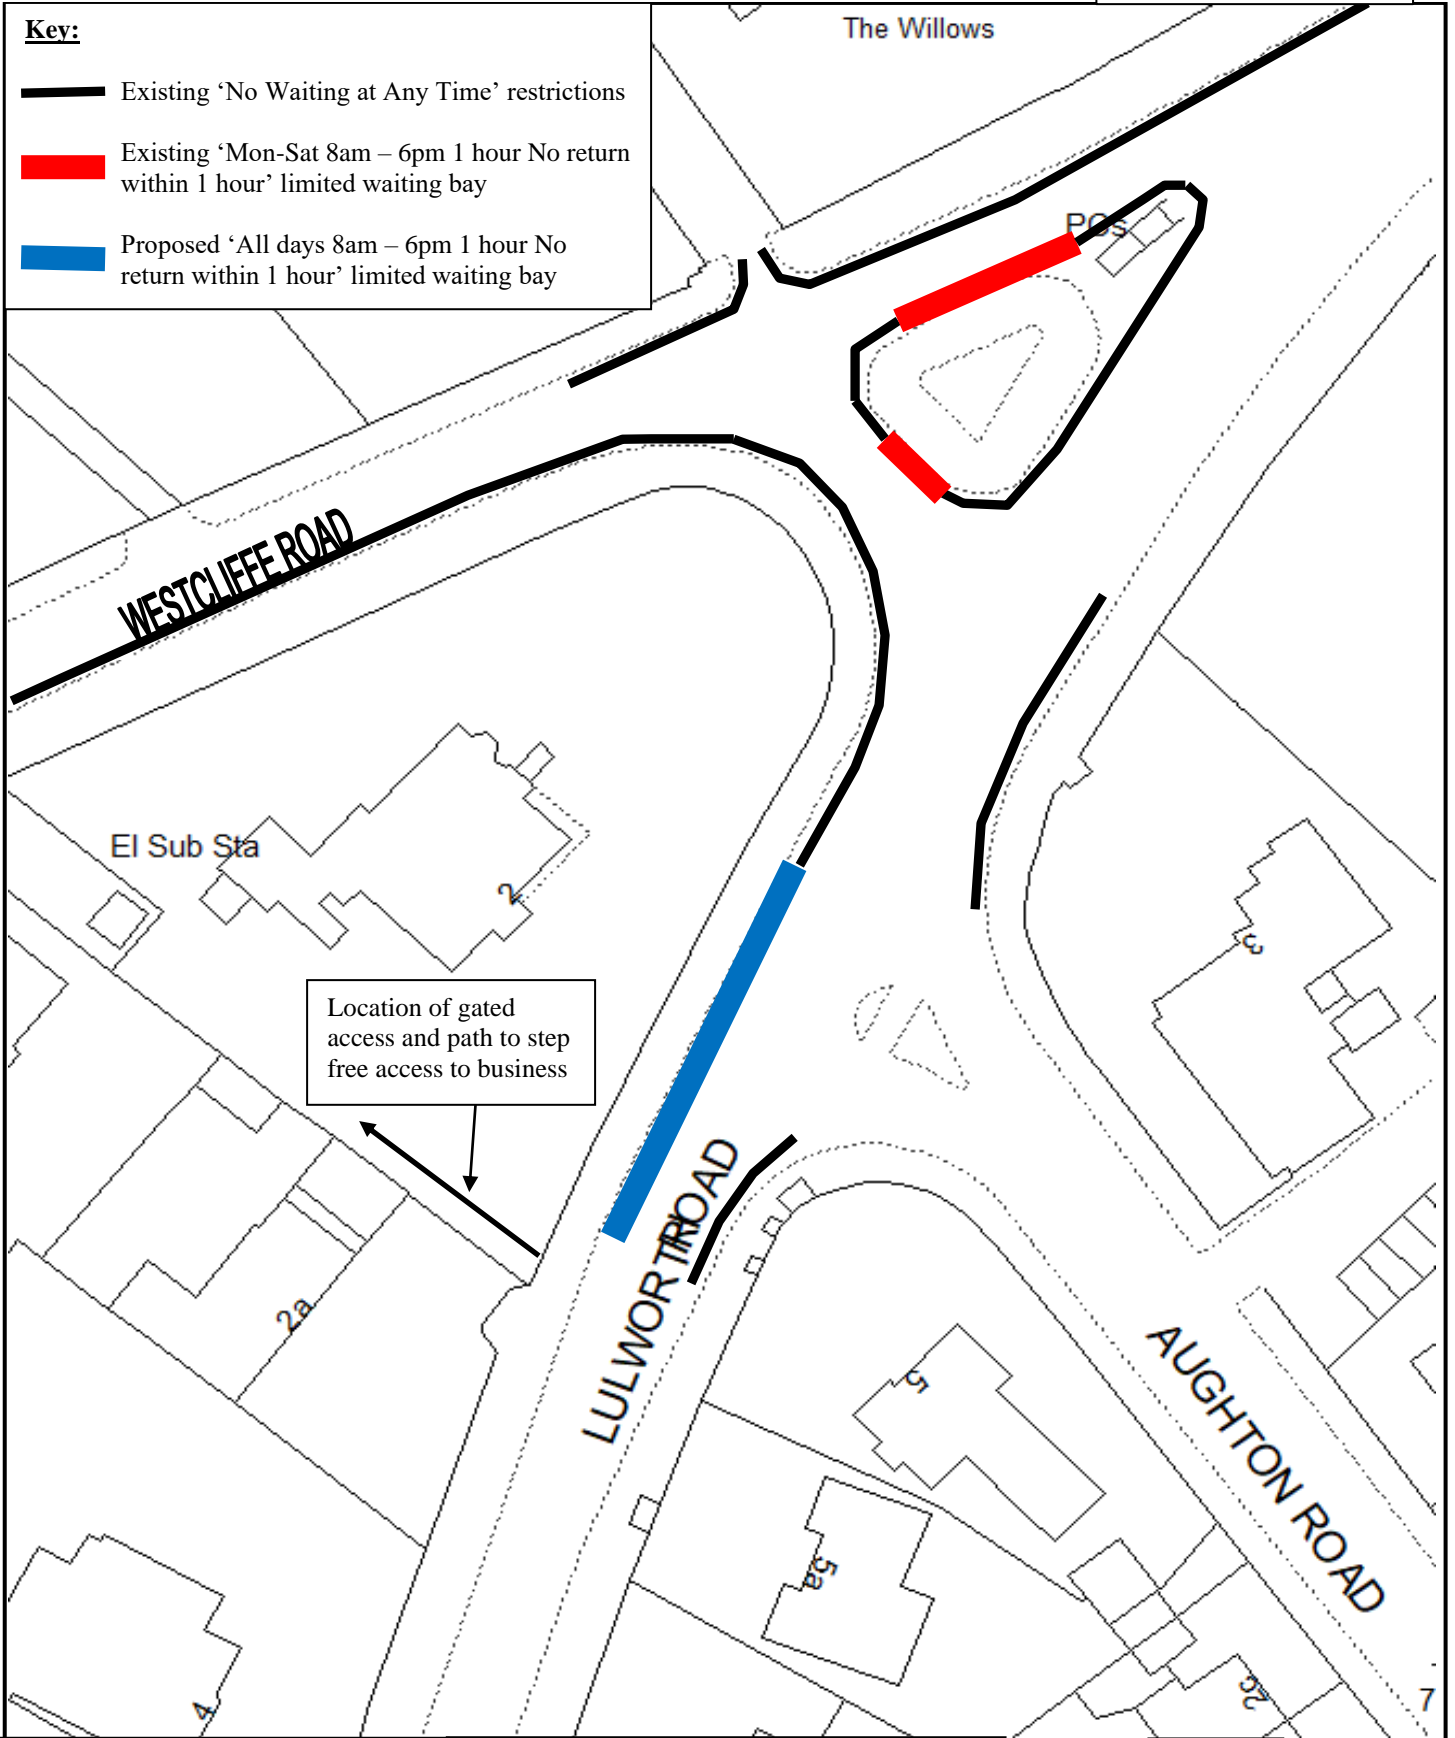 Key:
Existing ‘No Waiting at Any Time’ restrictions
Existing ‘Mon-Sat 8am – 6pm 1 hour No return
within 1 hour’ limited waiting bay
Proposed ‘All days 8am – 6pm 1 hour No
return within 1 hour’ limited waiting bay
The Willows
PCs
WESTCLIFFE ROAD
El Sub Sta
2
3
Location of gated
access and path to step
free access to business
LULWORTH ROAD
2a
5
AUGHTON ROAD
5a
4
2c
7